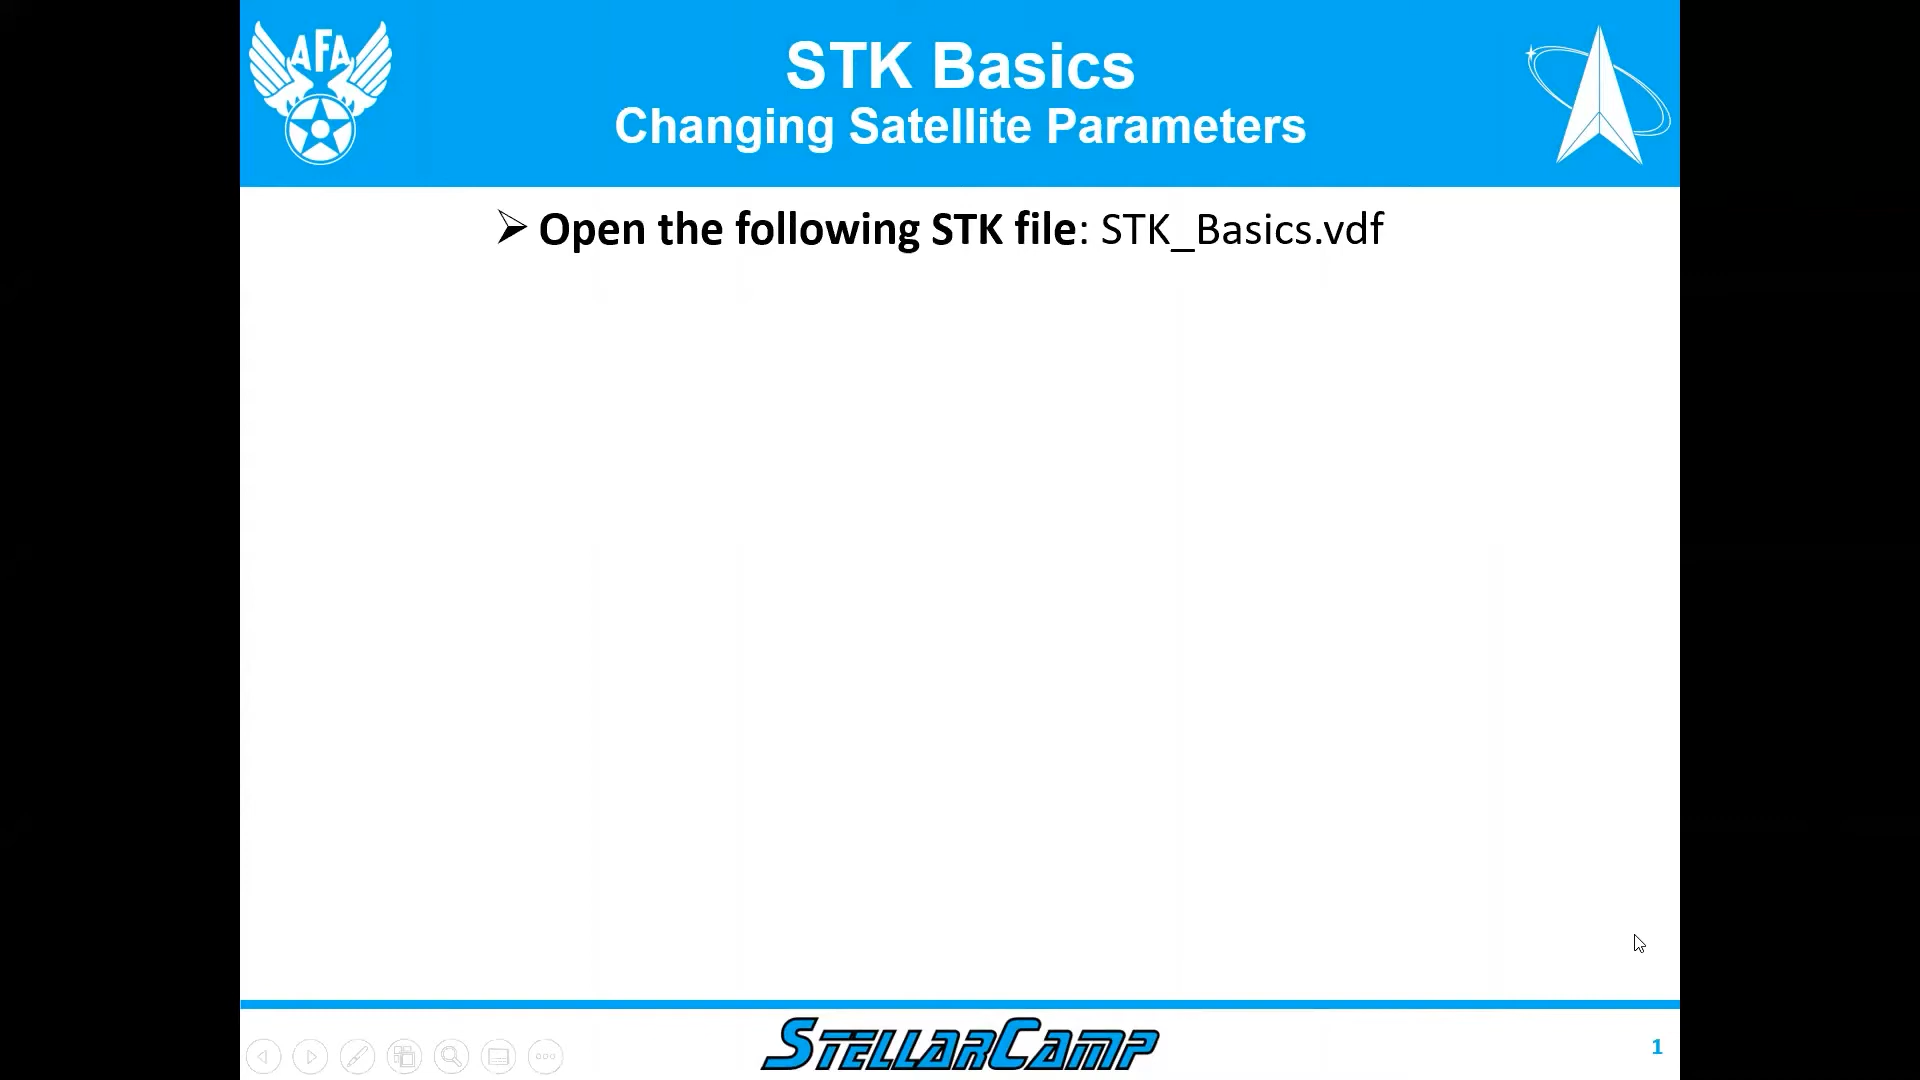 AFA
STK Basics
Changing Satellite Parameters
➢ Open the following STK file: STK_Basics.vdf
STELLARCAMP
1